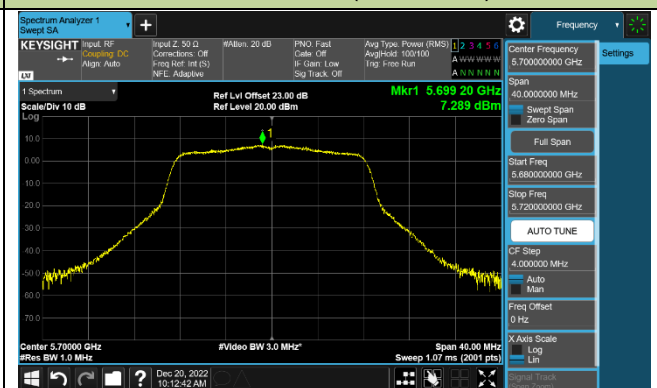 Spectrum Analyzer 1
Swept SA
Frequency
KEYSIGHT
Input: RF
Coupling: DC
Align: Auto
Input Z: 50 Ω
Corrections: Off
Freq Ref: Int (S)
NFE: Adaptive
#Atten: 20 dB
PNO: Fast
Gate: Off
IF Gain: Low
Sig Track: Off
Avg Type: Power (RMS)
Avg|Hold: 100/100
Trig: Free Run
1 2 3 4 5 6
A W W W W W
A N N N N N
LXI
Center Frequency
5.700000000 GHz
Settings
Span
40.0000000 MHz
Swept Span
Zero Span
Full Span
Start Freq
5.680000000 GHz
Stop Freq
5.720000000 GHz
AUTO TUNE
CF Step
4.000000 MHz
Auto
Man
Freq Offset
0 Hz
X Axis Scale
Log
Lin
Signal Track
(Span Zoom)
1 Spectrum
Scale/Div 10 dB
Ref Lvl Offset 23.00 dB
Ref Level 20.00 dBm
Mkr1 5.699 20 GHz
7.289 dBm
Log
1
10.0
0.00
-10.0
-20.0
-30.0
-40.0
-50.0
-60.0
-70.0
Center 5.70000 GHz
#Res BW 1.0 MHz
#Video BW 3.0 MHz*
Span 40.00 MHz
Sweep 1.07 ms (2001 pts)
Dec 20, 2022
10:12:42 AM